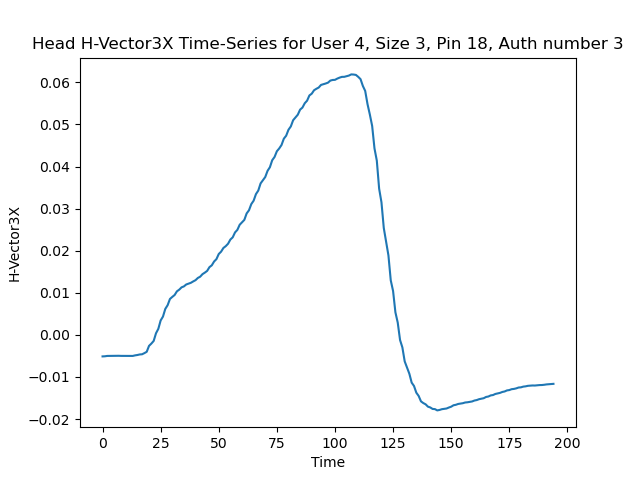 Head H-Vector3X Time-Series for User 4, Size 3, Pin 18, Auth number 3
H-Vector3X
0.06
0.05
0.04
0.03
0.02
0.01
0.00
−0.01
−0.02
0 25 50 75 100 125 150 175 200
Time